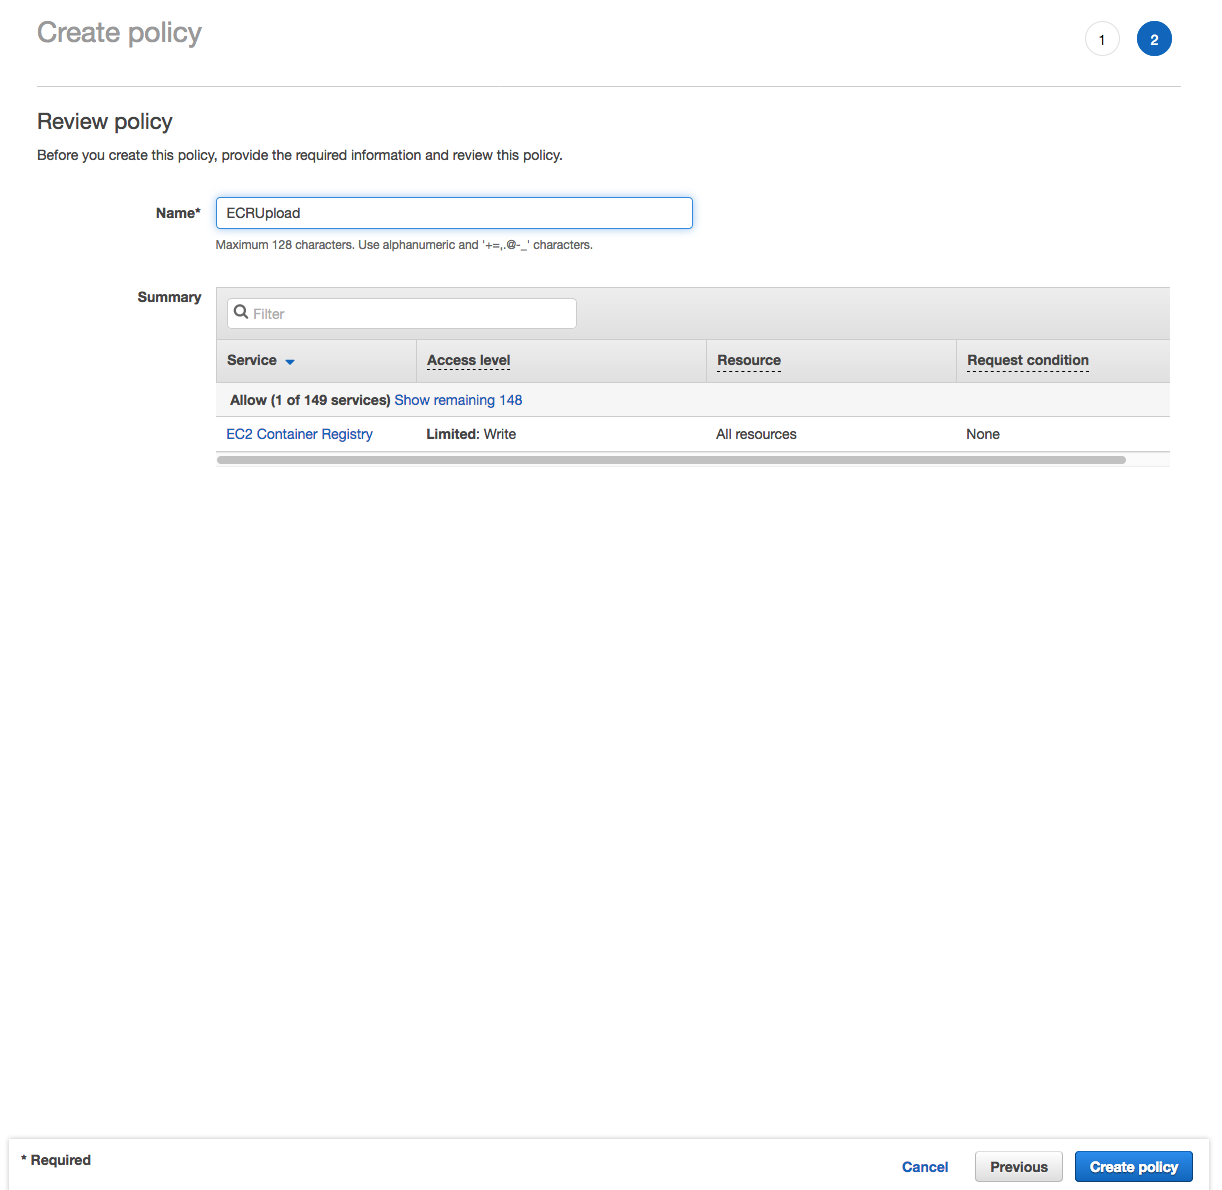 Create policy
1
2
Review policy
Before you create this policy, provide the required information and review this policy.
Name* ECRUpload
Maximum 128 characters. Use alphanumeric and '+=,.@-_' characters.
Summary
Filter
Service Access level Resource Request condition
Allow (1 of 149 services) Show remaining 148
EC2 Container Registry Limited: Write All resources None
* Required
Cancel Previous Create policy